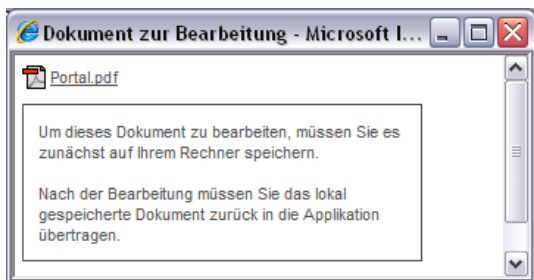 Dokument zur Bearbeitung - Microsoft I...
Portal.pdf
Um dieses Dokument zu bearbeiten, müssen Sie es
zunächst auf Ihrem Rechner speichern.
Nach der Bearbeitung müssen Sie das lokal
gespeicherte Dokument zurück in die Applikation
übertragen.